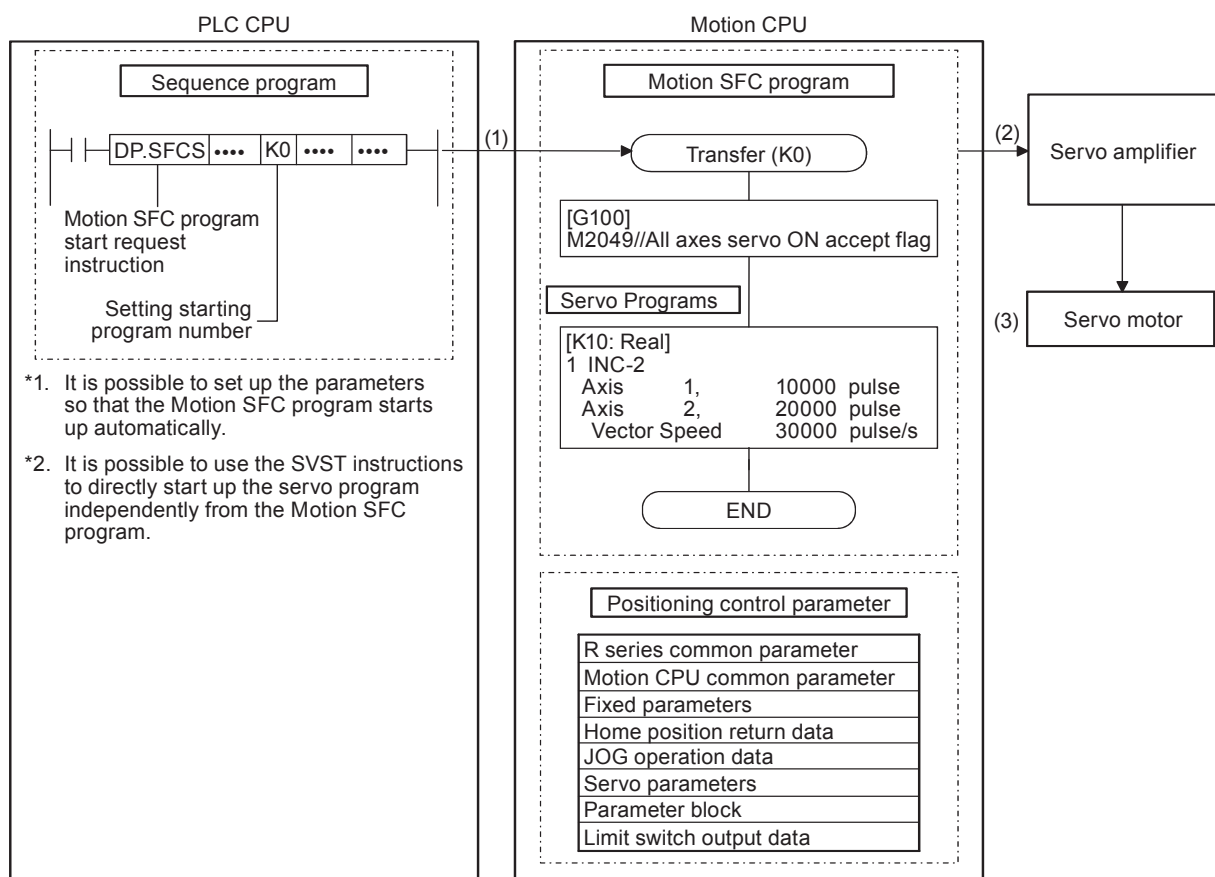 PLC CPU
Sequence program
DP.SFCS •••• K0 •••• ••••
Motion SFC program
start request
instruction
Setting starting
program number
*1. It is possible to set up the parameters
so that the Motion SFC program starts
up automatically.
*2. It is possible to use the SVST instructions
to directly start up the servo program
independently from the Motion SFC
program.
(1)
Motion CPU
Motion SFC program
Transfer (K0)
[G100]
M2049//All axes servo ON accept flag
Servo Programs
[K10: Real]
1 INC-2
Axis 1, 10000 pulse
Axis 2, 20000 pulse
Vector Speed 30000 pulse/s
END
Positioning control parameter
R series common parameter
Motion CPU common parameter
Fixed parameters
Home position return data
JOG operation data
Servo parameters
Parameter block
Limit switch output data
(2)
Servo amplifier
(3)
Servo motor